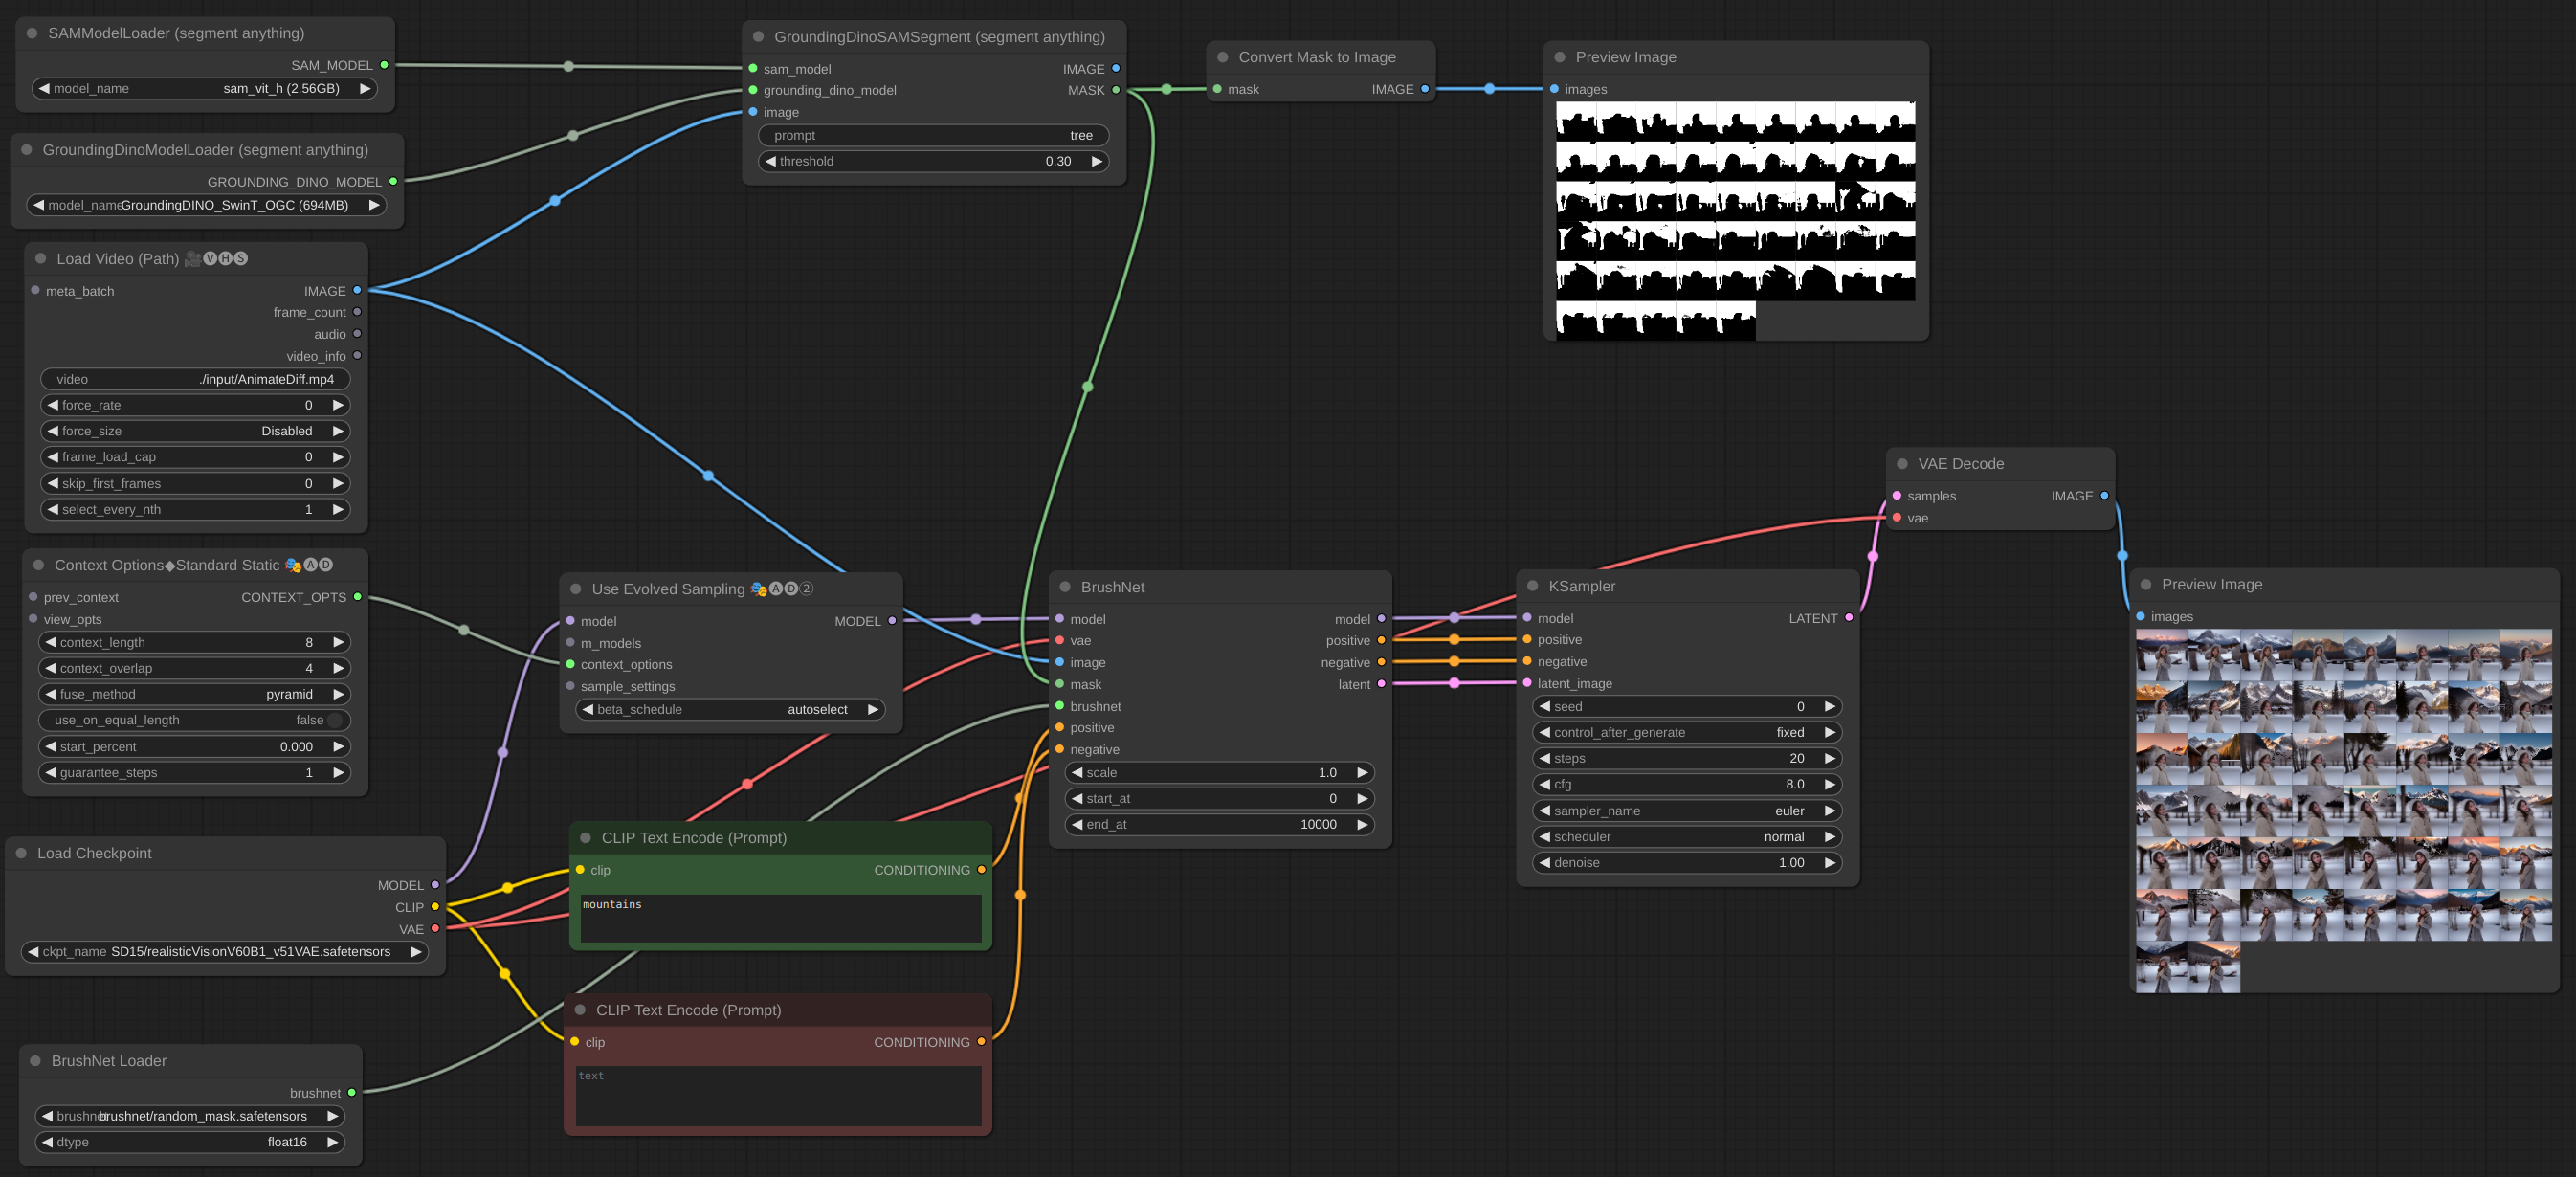 SAMModelLoader (segment anything)
SAM_MODEL
model_name sam_vit_h (2.56GB)
GroundingDinoModelLoader (segment anything)
GROUNDING_DINO_MODEL
model_name GroundingDINO_SwinT_OGC (694MB)
Load Video (Path) 🎥🅥🅗🅢
meta_batch IMAGE
frame_count
audio
video_info
video ./input/AnimateDiff.mp4
force_rate 0
force_size Disabled
frame_load_cap 0
skip_first_frames 0
select_every_nth 1
Context Options◆Standard Static 🎭🅐🅓
prev_context CONTEXT_OPTS
view_opts
context_length 8
context_overlap 4
fuse_method pyramid
use_on_equal_length false
start_percent 0.000
guarantee_steps 1
Load Checkpoint
MODEL
CLIP
VAE
ckpt_name SD15/realisticVisionV60B1_v51VAE.safetensors
BrushNet Loader
brushnet
brushnet/random_mask.safetensors
dtype float16
GroundingDinoSAMSegment (segment anything)
sam_model IMAGE
grounding_dino_model MASK
image
prompt tree
threshold 0.30
Convert Mask to Image
mask IMAGE
Preview Image
images
Use Evolved Sampling 🎭🅐🅓②
model MODEL
m_models
context_options
sample_settings
beta_schedule autoselect
CLIP Text Encode (Prompt)
clip CONDITIONING
mountains
CLIP Text Encode (Prompt)
clip CONDITIONING
text
BrushNet
model model
vae positive
image negative
mask latent
brushnet
positive
negative
scale 1.0
start_at 0
end_at 10000
KSampler
model LATENT
positive
negative
latent_image
seed 0
control_after_generate fixed
steps 20
cfg 8.0
sampler_name euler
scheduler normal
denoise 1.00
VAE Decode
samples IMAGE
vae
Preview Image
images